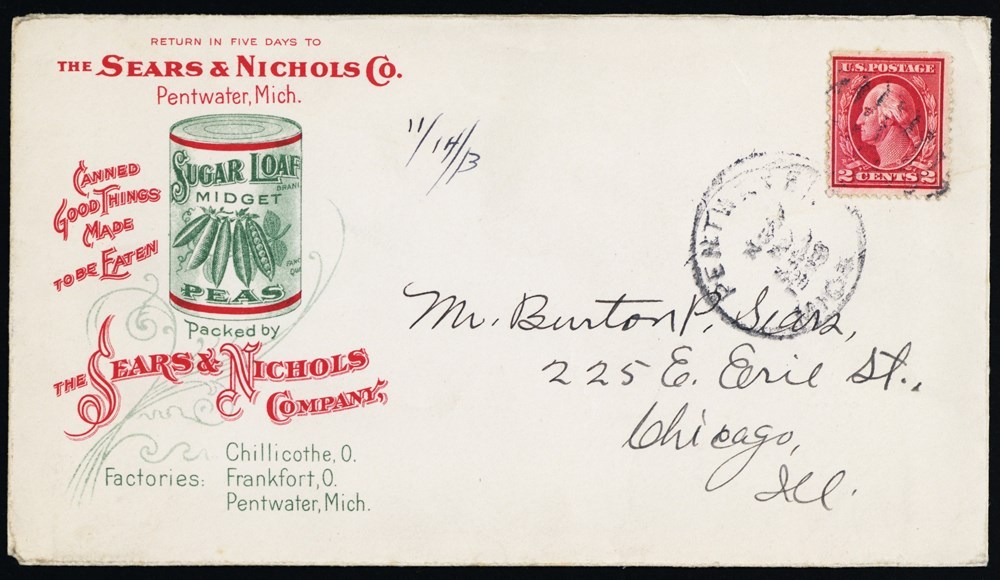 RETURN IN FIVE DAYS TO
THE SEARS & NICHOLS CO.
Pentwater, Mich.
CANNED
GOOD THINGS
MADE
TO BE EATEN
SUGAR LOAF
BRAND
MIDGET
PEAS
Packed by
THE SEARS & NICHOLS
COMPANY,
Factories:
Chillicothe, O.
Frankfort, O.
Pentwater, Mich.
11/14/13
U.S. POSTAGE
2 CENTS 2
PENTWATER
Mr. Burton P. Sears,
225 E. Erie St.,
Chicago,
Ill.